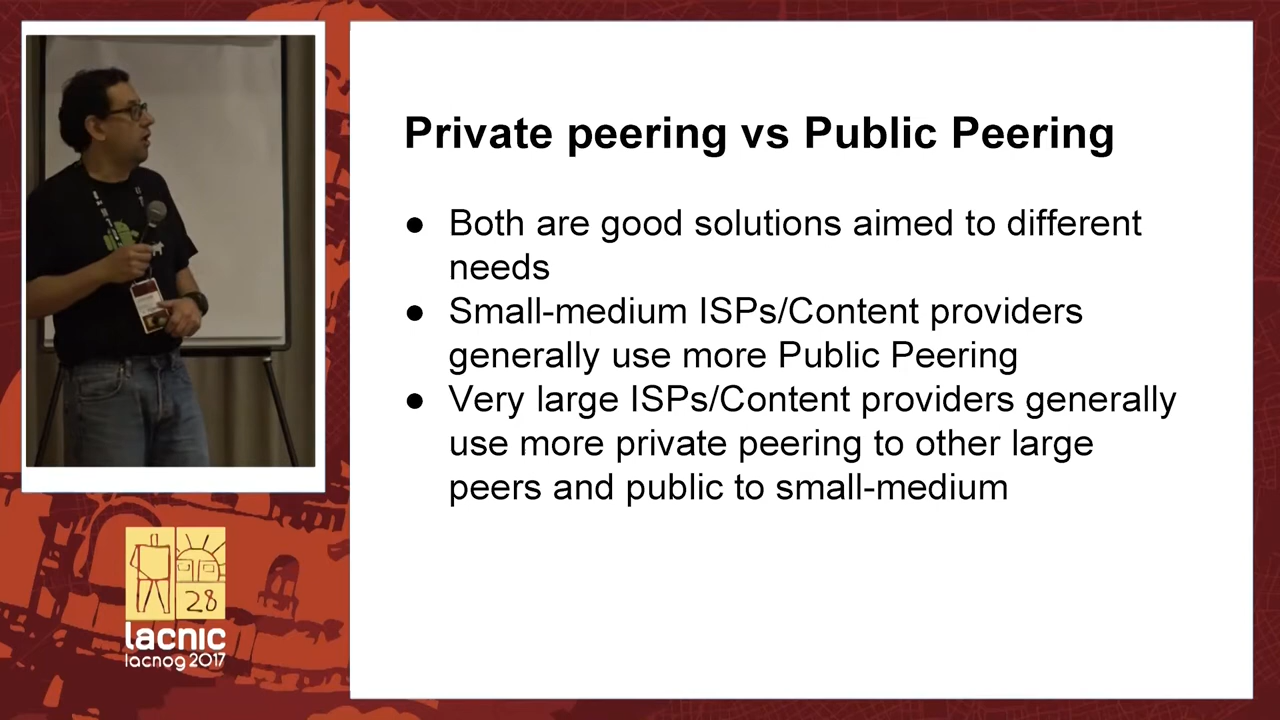 Private peering vs Public Peering
● Both are good solutions aimed to different
needs
● Small-medium ISPs/Content providers
generally use more Public Peering
● Very large ISPs/Content providers generally
use more private peering to other large
peers and public to small-medium
28
lacnic
lacnog 2017